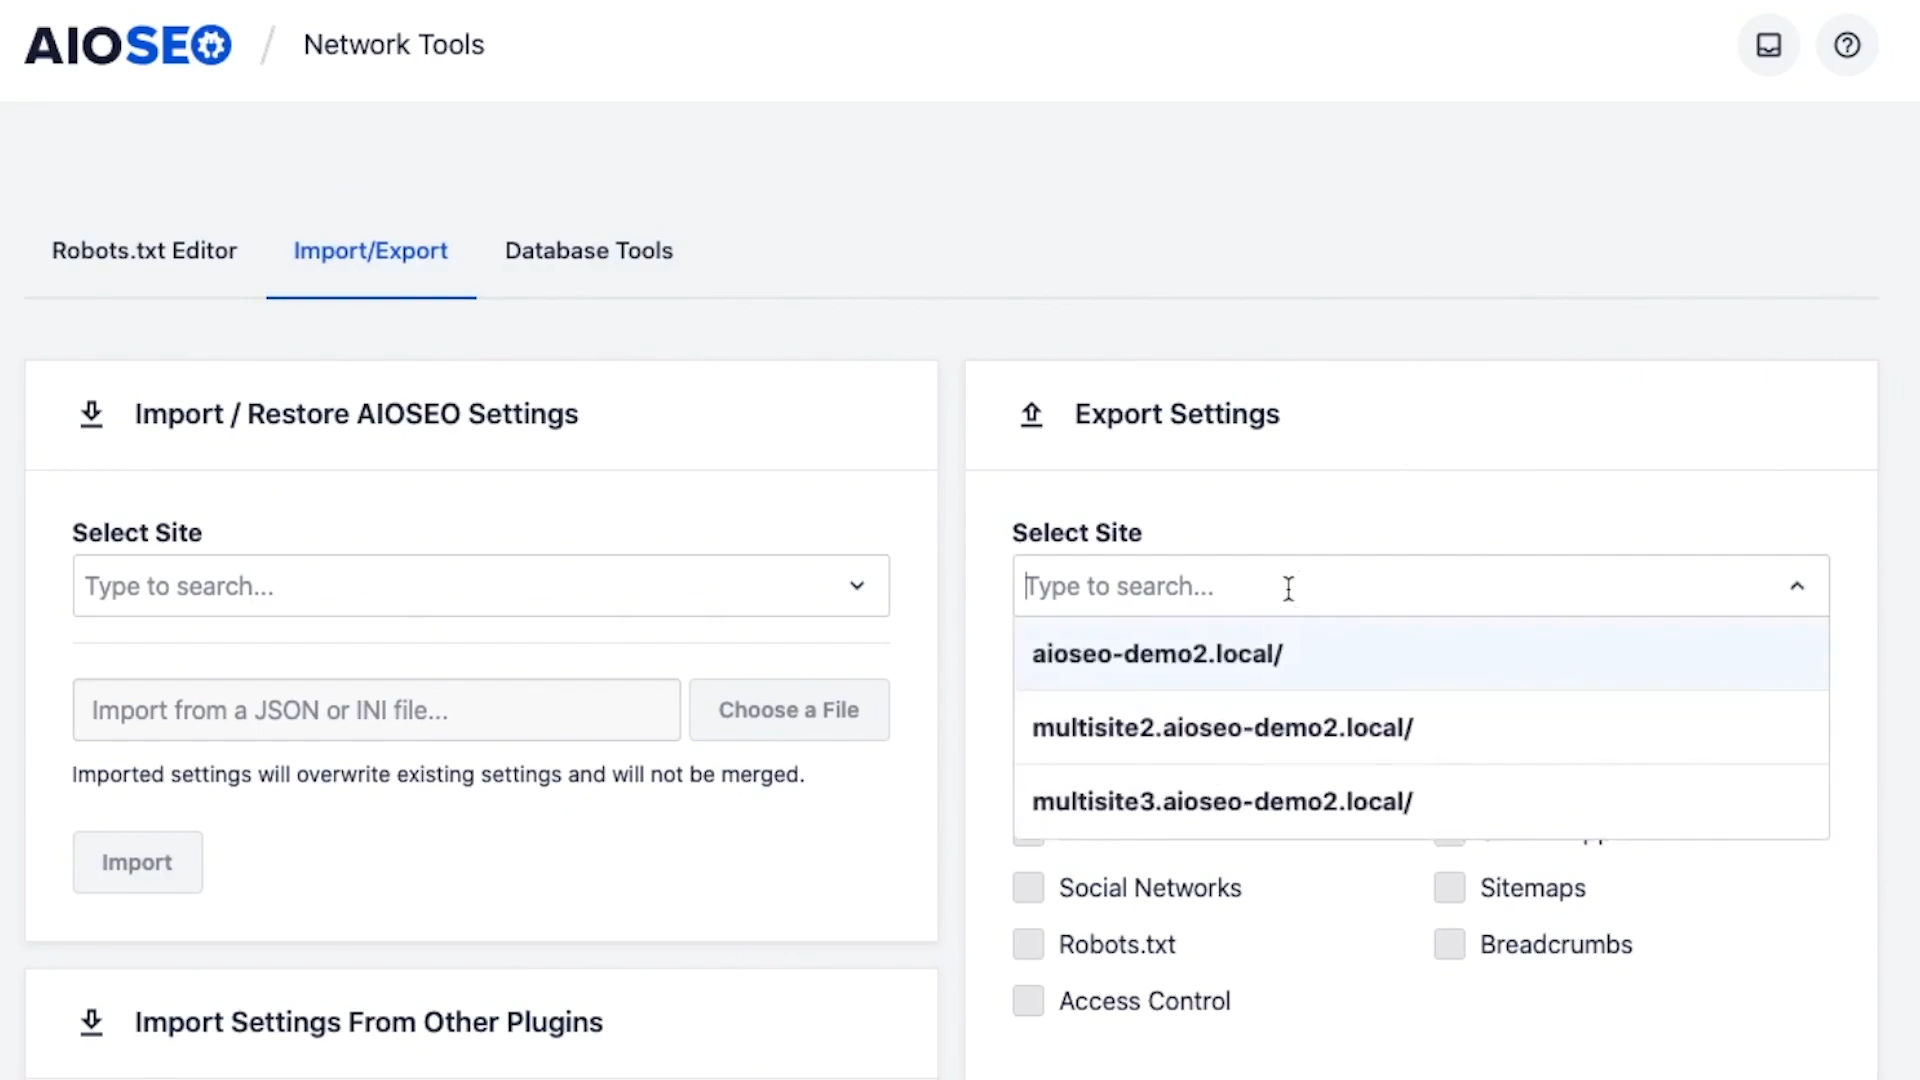 AIOSEO / Network Tools
Robots.txt Editor
Import/Export
Database Tools
Import / Restore AIOSEO Settings
Select Site
Type to search...
Import from a JSON or INI file...
Choose a File
Imported settings will overwrite existing settings and will not be merged.
Import
Import Settings From Other Plugins
Export Settings
Select Site
Type to search...
aioseo-demo2.local/
multisite2.aioseo-demo2.local/
multisite3.aioseo-demo2.local/
Social Networks
Sitemaps
Robots.txt
Breadcrumbs
Access Control